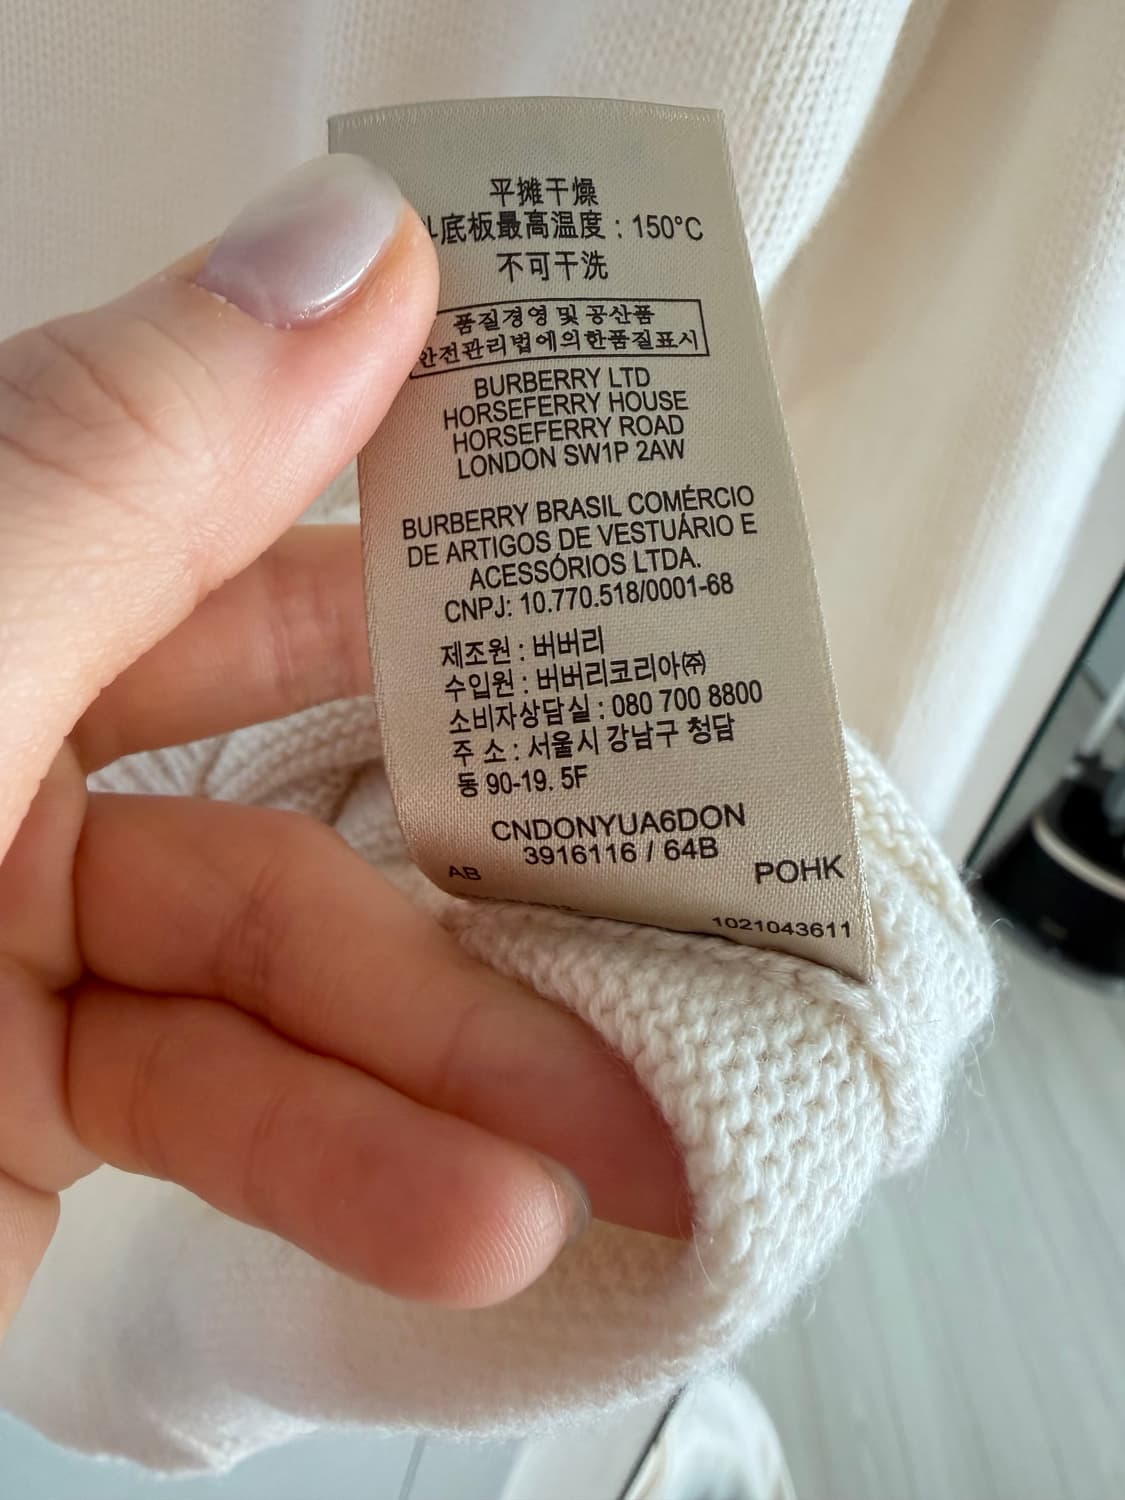 平摊干燥
底板最高温度：150°C
不可干洗
품질경영 및 공산품
안전관리법에의한품질표시
BURBERRY LTD
HORSEFERRY HOUSE
HORSEFERRY ROAD
LONDON SW1P 2AW
BURBERRY BRASIL COMÉRCIO
DE ARTIGOS DE VESTUÁRIO E
ACESSÓRIOS LTDA.
CNPJ: 10.770.518/0001-68
제조원 : 버버리
수입원 : 버버리코리아㈜
소비자상담실 : 080 700 8800
주 소 : 서울시 강남구 청담
동 90-19. 5F
CNDONYUA6DON
3916116 / 64B
AB POHK
1021043611